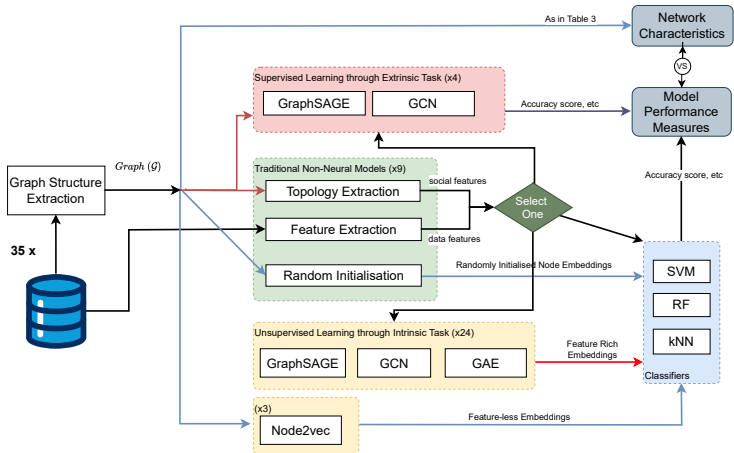 As in Table 3
Network
Characteristics
VS
Supervised Learning through Extrinsic Task (x4)
GraphSAGE
GCN
Accuracy score, etc
Model
Performance
Measures
Graph (𝒢)
Graph Structure
Extraction
Traditional Non-Neural Models (x9)
Topology Extraction
social features
Select
One
Accuracy score, etc
35 x
Feature Extraction
data features
Random Initialisation
Randomly Initialised Node Embeddings
SVM
RF
kNN
Classifiers
Unsupervised Learning through Intrinsic Task (x24)
GraphSAGE
GCN
GAE
Feature Rich
Embeddings
(x3)
Node2vec
Feature-less Embeddings